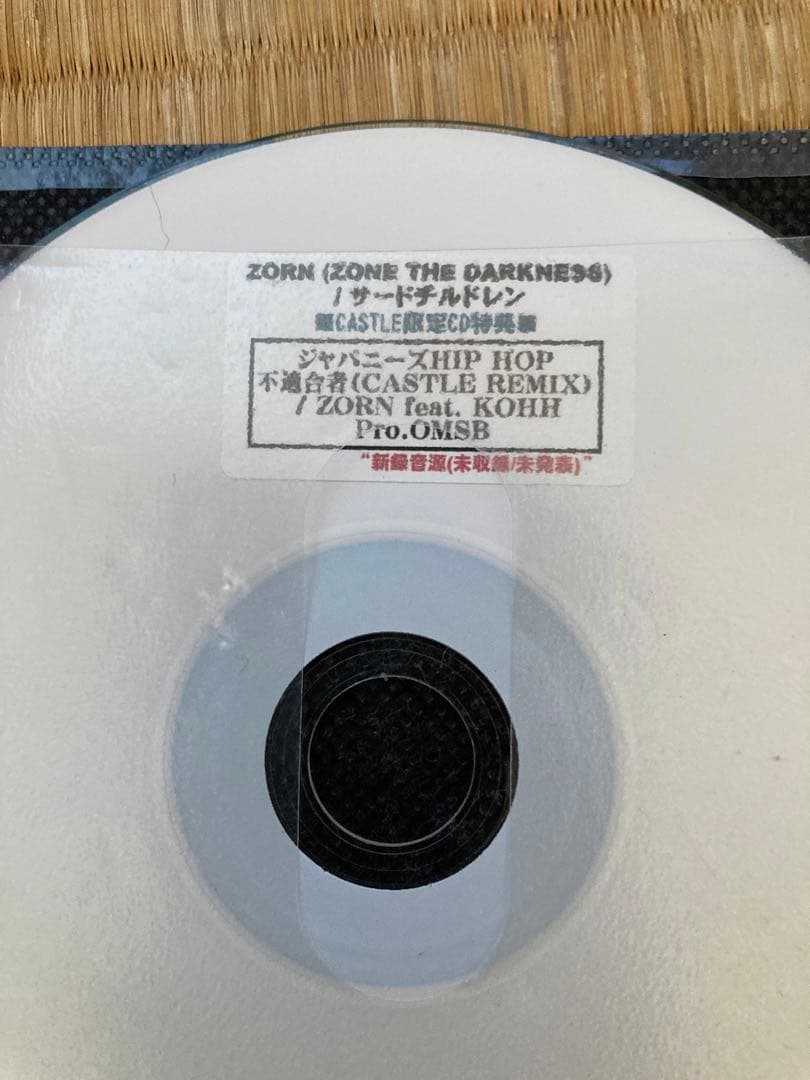 ZORN (ZONE THE DARKNESS)
/ サードチルドレン
■CASTLE限定CD特典■
ジャパニーズHIP HOP
不適合者(CASTLE REMIX)
/ ZORN feat. KOHH
Pro.OMSB
"新録音源(未収録/未発表)"